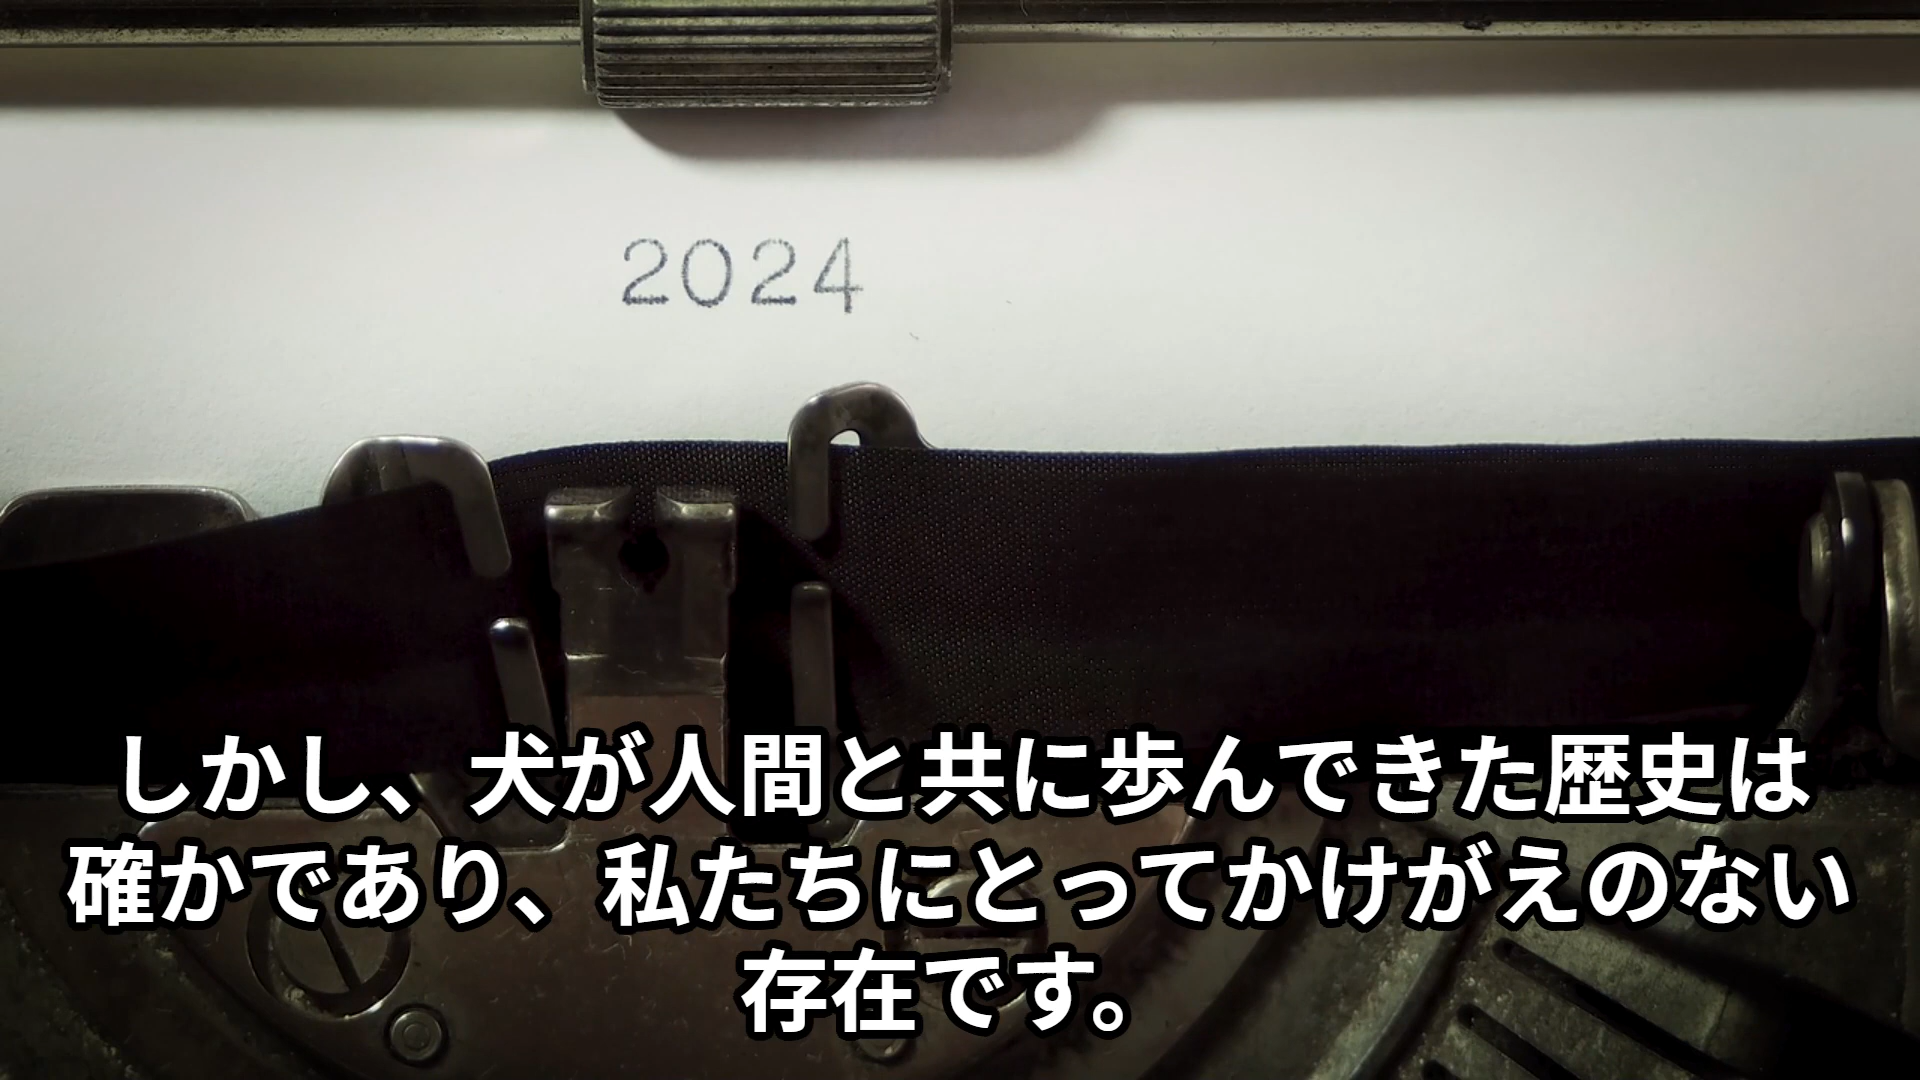 2024
しかし、犬が人間と共に歩んできた歴史は
確かであり、私たちにとってかけがえのない
存在です。